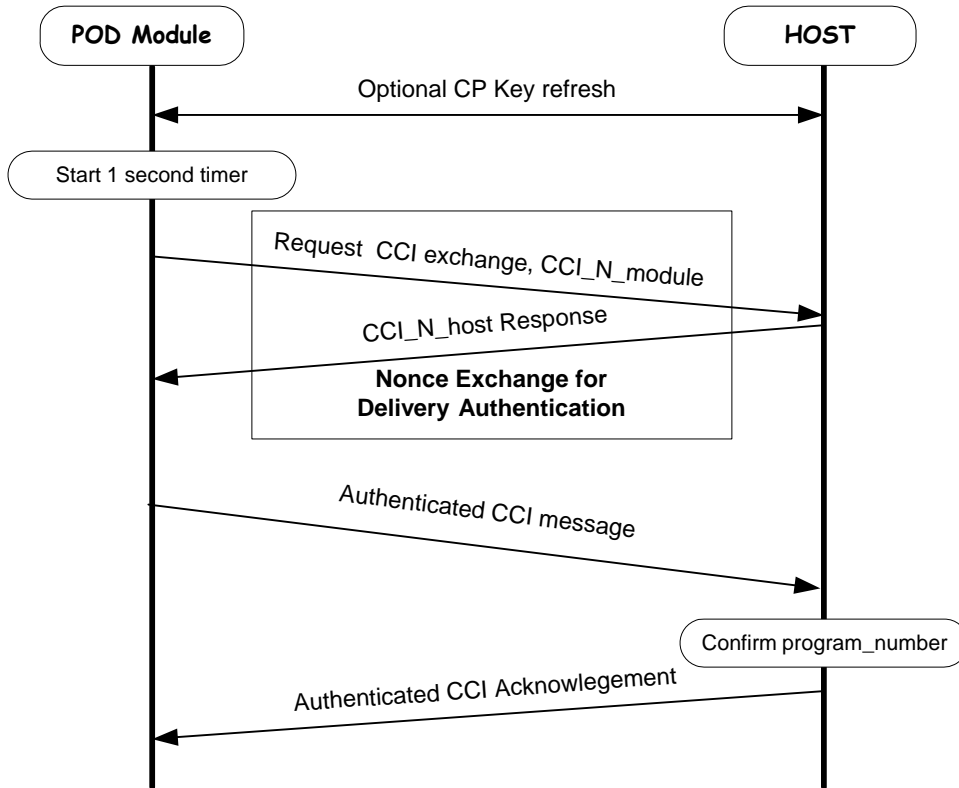 POD Module
HOST
Optional CP Key refresh
Start 1 second timer
Request CCI exchange, CCI_N_module
CCI_N_host Response
Nonce Exchange for
Delivery Authentication
Authenticated CCI message
Confirm program_number
Authenticated CCI Acknowlegement